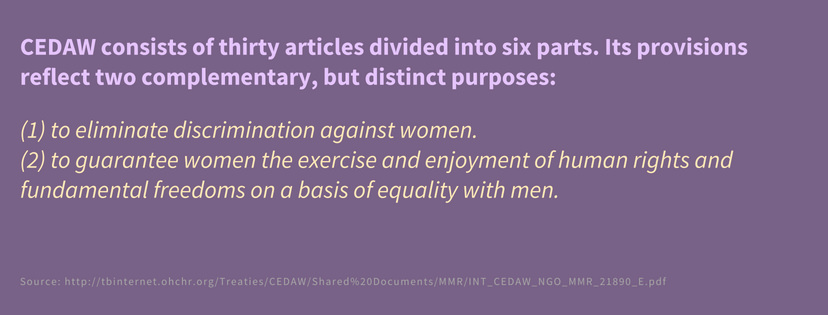 CEDAW consists of thirty articles divided into six parts. Its provisions
reflect two complementary, but distinct purposes:
(1) to eliminate discrimination against women.
(2) to guarantee women the exercise and enjoyment of human rights and
fundamental freedoms on a basis of equality with men.
Source: http://tbinternet.ohchr.org/Treaties/CEDAW/Shared%20Documents/MMR/INT_CEDAW_NGO_MMR_21890_E.pdf